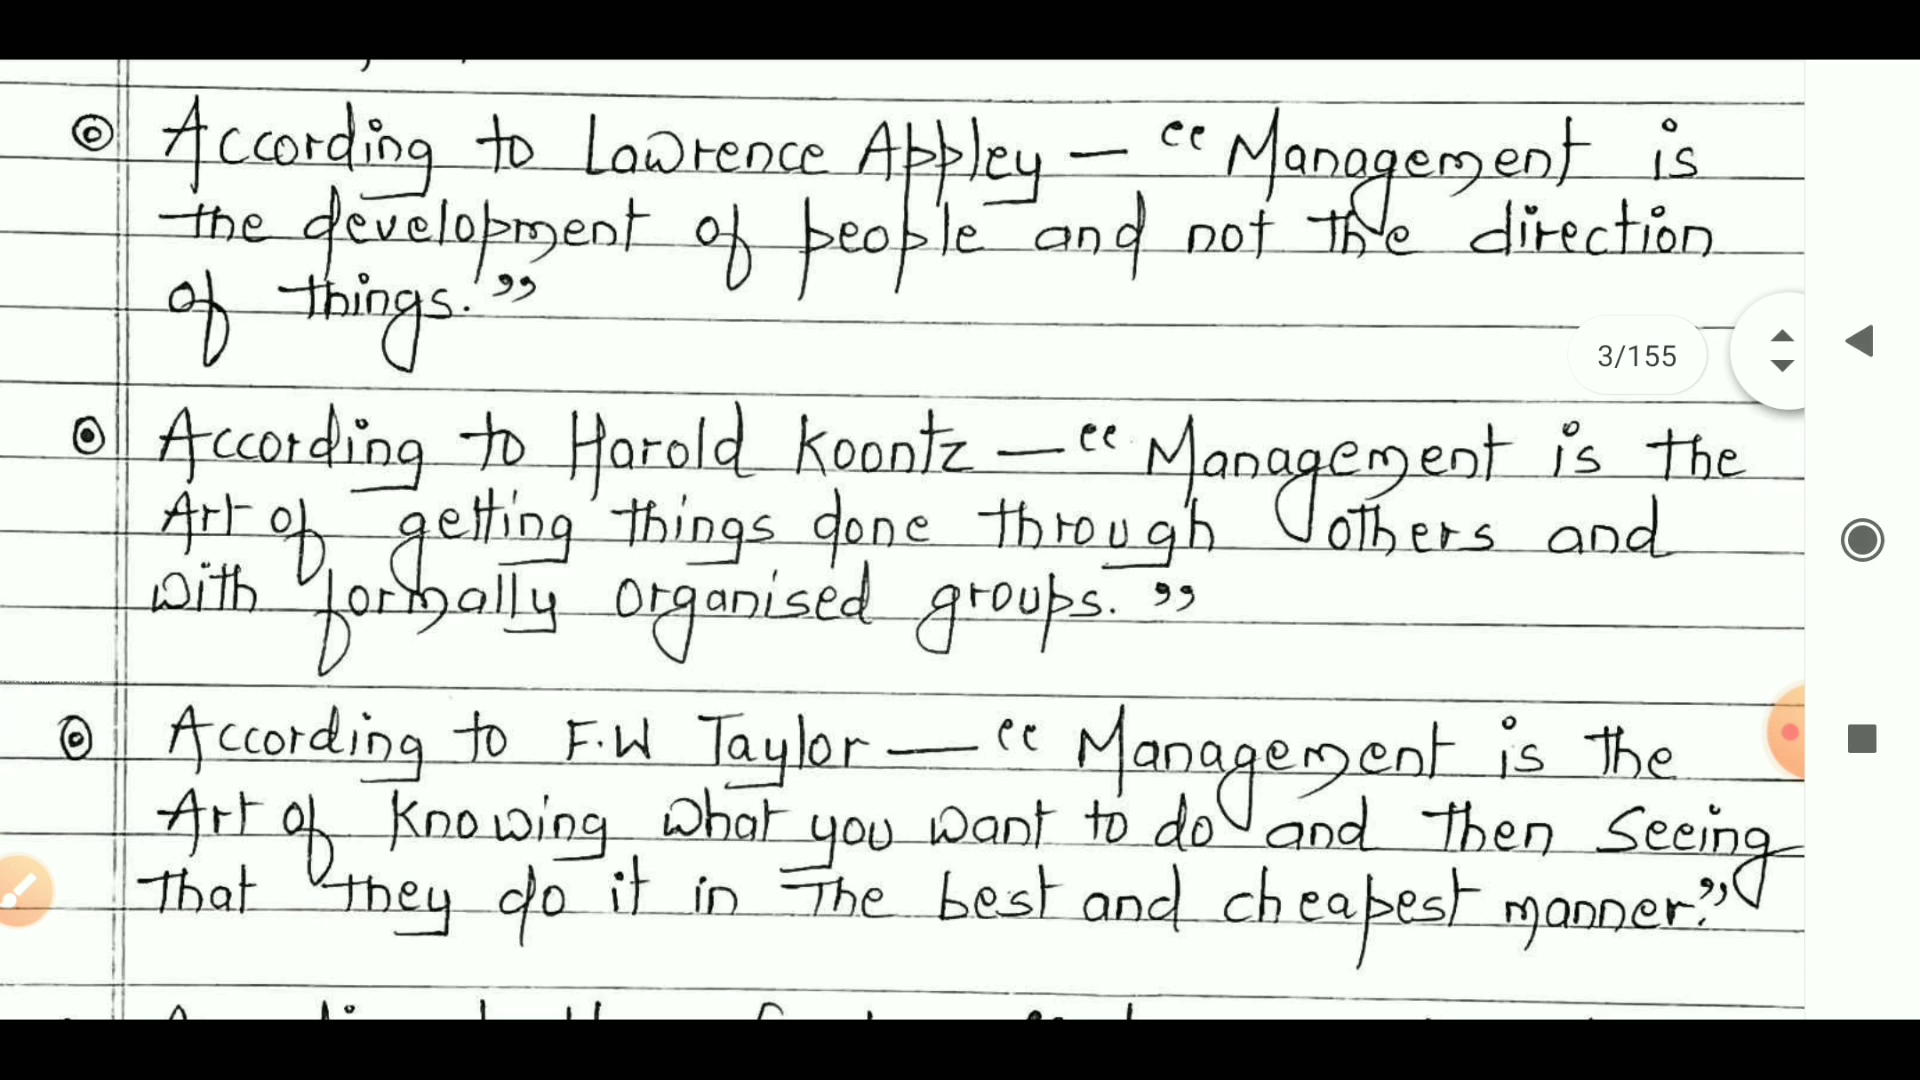 According to Lawrence Appley – “Management is
the development of people and not the direction
of things.”
3/155
According to Harold Koontz – “Management is the
Art of getting things done through others and
with formally organised groups.”
According to F.W Taylor – “Management is the
Art of knowing what you want to do and then Seeing
that they do it in the best and cheapest manner.”